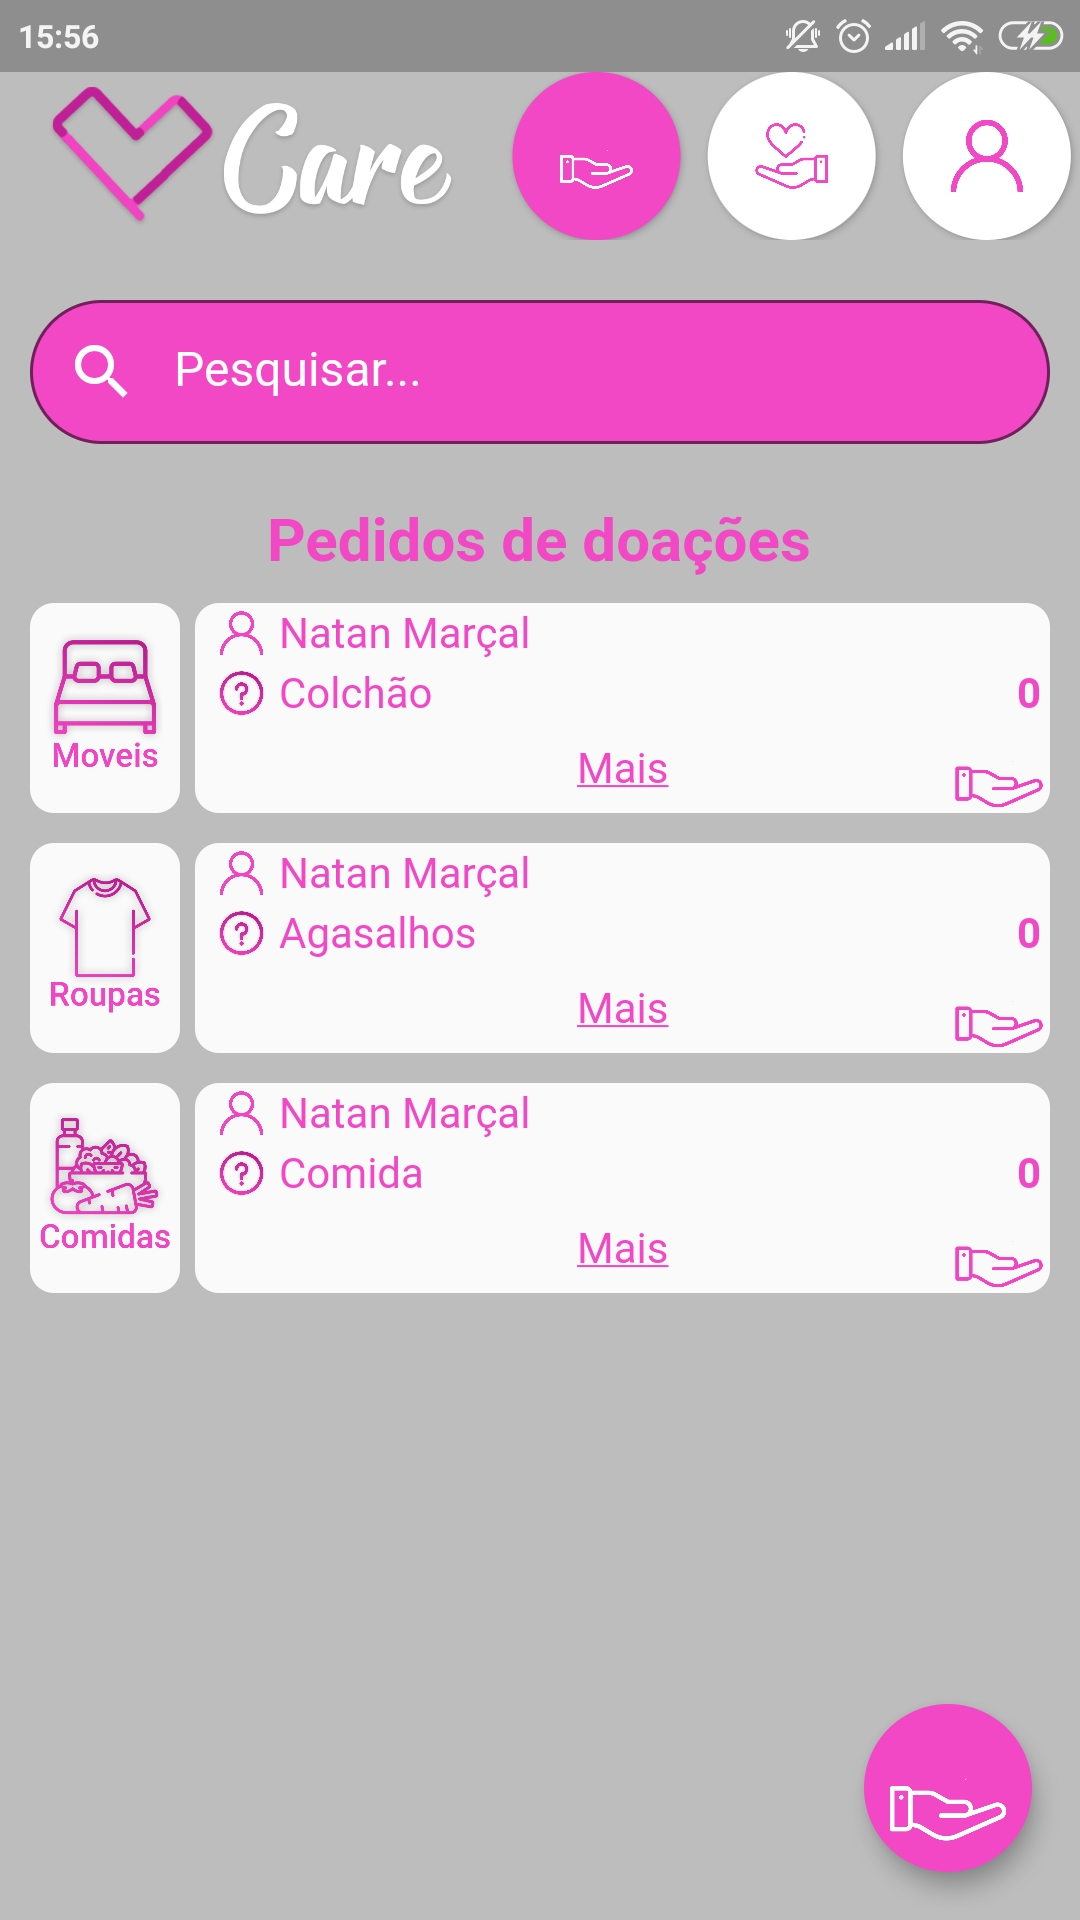 15:56
Care
Pesquisar...
Pedidos de doações
Natan Marçal
Colchão
0
Moveis
Mais
Natan Marçal
Agasalhos
0
Roupas
Mais
Natan Marçal
Comida
0
Comidas
Mais